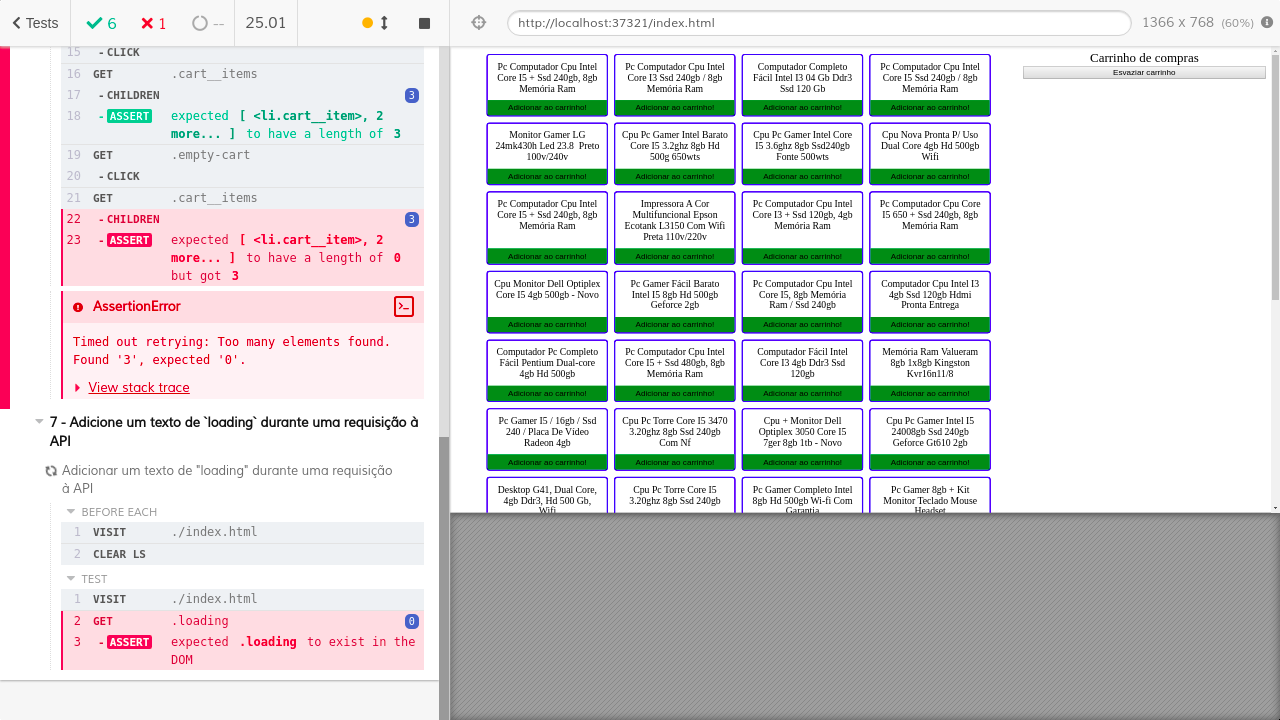 Tests
6
1
--
25.01
http://localhost:37321/index.html
1366 x 768 (60%)
15 -CLICK
16 GET .cart__items
17 -CHILDREN 3
18 -ASSERT expected [ <li.cart__item>, 2
more... ] to have a length of 3
19 GET .empty-cart
20 -CLICK
21 GET .cart__items
22 -CHILDREN 3
23 -ASSERT expected [ <li.cart__item>, 2
more... ] to have a length of 0
but got 3
AssertionError
Timed out retrying: Too many elements found.
Found '3', expected '0'.
View stack trace
7 - Adicione um texto de `loading` durante uma requisição à
API
Adicionar um texto de "loading" durante uma requisição
à API
BEFORE EACH
1 VISIT ./index.html
2 CLEAR LS
TEST
1 VISIT ./index.html
2 GET .loading 0
3 -ASSERT expected .loading to exist in the
DOM
Pc Computador Cpu Intel
Core I5 + Ssd 240gb, 8gb
Memória Ram
Adicionar ao carrinho!
Pc Computador Cpu Intel
Core I3 Ssd 240gb / 8gb
Memória Ram
Adicionar ao carrinho!
Computador Completo
Fácil Intel I3 04 Gb Ddr3
Ssd 120 Gb
Adicionar ao carrinho!
Pc Computador Cpu Intel
Core I5 Ssd 240gb / 8gb
Memória Ram
Adicionar ao carrinho!
Monitor Gamer LG
24mk430h Led 23.8 Preto
100v/240v
Adicionar ao carrinho!
Cpu Pc Gamer Intel Barato
Core I5 3.2ghz 8gb Hd
500g 650wts
Adicionar ao carrinho!
Cpu Pc Gamer Intel Core
I5 3.6ghz 8gb Ssd240gb
Fonte 500wts
Adicionar ao carrinho!
Cpu Nova Pronta P/ Uso
Dual Core 4gb Hd 500gb
Wifi
Adicionar ao carrinho!
Pc Computador Cpu Intel
Core I5 + Ssd 240gb, 8gb
Memória Ram
Adicionar ao carrinho!
Impressora A Cor
Multifuncional Epson
Ecotank L3150 Com Wifi
Preta 110v/220v
Adicionar ao carrinho!
Pc Computador Cpu Intel
Core I3 + Ssd 120gb, 4gb
Memória Ram
Adicionar ao carrinho!
Pc Computador Cpu Core
I5 650 + Ssd 240gb, 8gb
Memória Ram
Adicionar ao carrinho!
Cpu Monitor Dell Optiplex
Core I5 4gb 500gb - Novo
Adicionar ao carrinho!
Pc Gamer Fácil Barato
Intel I5 8gb Hd 500gb
Geforce 2gb
Adicionar ao carrinho!
Pc Computador Cpu Intel
Core I5, 8gb Memória
Ram / Ssd 240gb
Adicionar ao carrinho!
Computador Cpu Intel Core I3
4gb Ssd 120gb Hdmi
Pronta Entrega
Adicionar ao carrinho!
Computador Pc Completo
Fácil Pentium Dual-core
4gb Hd 500gb
Adicionar ao carrinho!
Pc Computador Cpu Intel
Core I5 + Ssd 480gb, 8gb
Memória Ram
Adicionar ao carrinho!
Computador Fácil Intel
Core I3 4gb Ddr3 Ssd
120gb
Adicionar ao carrinho!
Memória Ram Valueram
8gb 1x8gb Kingston
Kvr16n11/8
Adicionar ao carrinho!
Pc Gamer I5 / 16gb / Ssd
240 / Placa De Vídeo
Radeon 4gb
Adicionar ao carrinho!
Cpu Pc Torre Core I5 3470
3.20ghz 8gb Ssd 240gb
Com Nf
Adicionar ao carrinho!
Cpu + Monitor Dell
Optiplex 3050 Core I5
7ger 8gb 1tb - Novo
Adicionar ao carrinho!
Cpu Pc Gamer Intel I5
24008gb Ssd 240gb
Geforce Gt610 2gb
Adicionar ao carrinho!
Desktop G41, Dual Core,
4gb Ddr3, Hd 500 Gb,
Wifi
Cpu Pc Torre Core I5
3.20ghz 8gb Ssd 240gb
Pc Gamer Completo Intel
8gb Hd 500gb Wi-fi Com
Garantia
Pc Gamer 8gb + Kit
Monitor Teclado Mouse
Headset
Carrinho de compras
Esvaziar carrinho